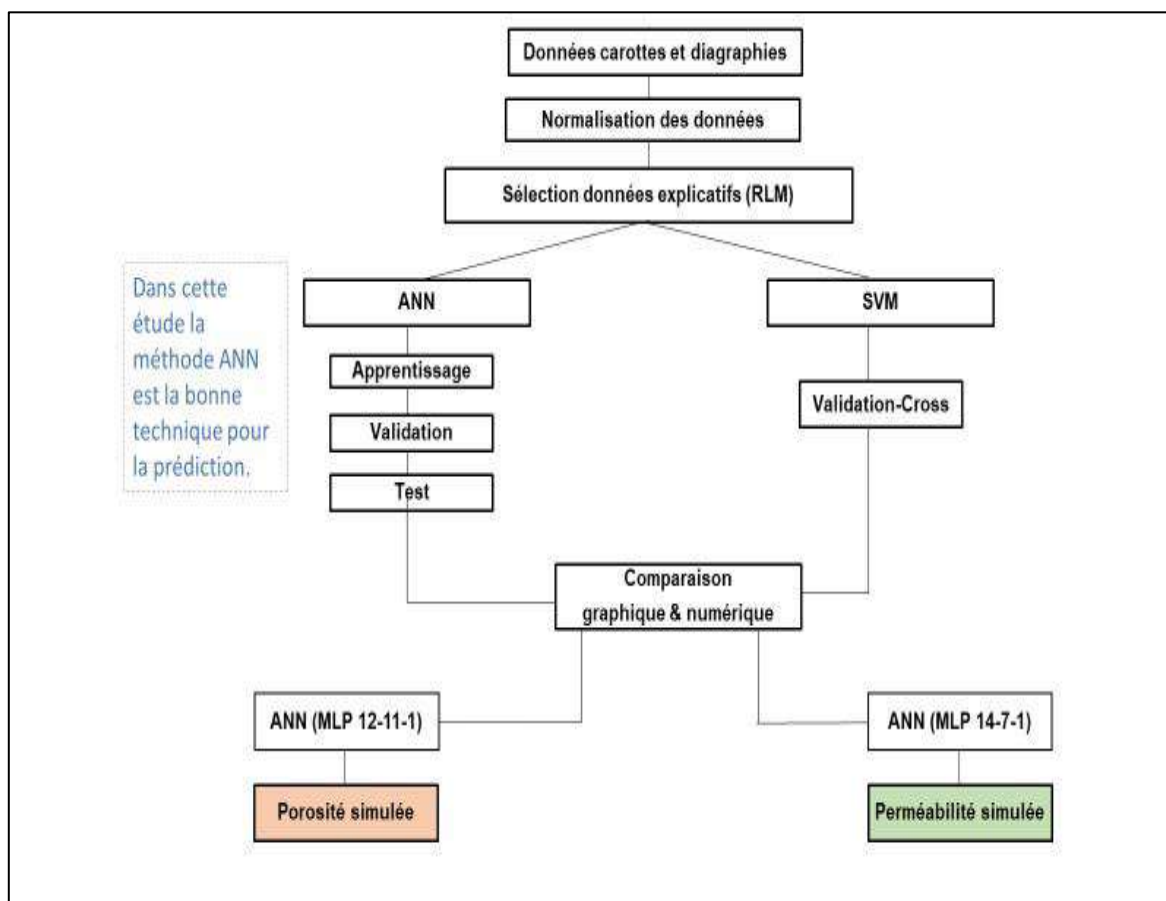 Données carottes et diagraphies
Normalisation des données
Sélection données explicatifs (RLM)
Dans cette
étude la
méthode ANN
est la bonne
technique pour
la prédiction.
ANN
SVM
Apprentissage
Validation-Cross
Validation
Test
Comparaison
graphique & numérique
ANN (MLP 12-11-1)
ANN (MLP 14-7-1)
Porosité simulée
Perméabilité simulée